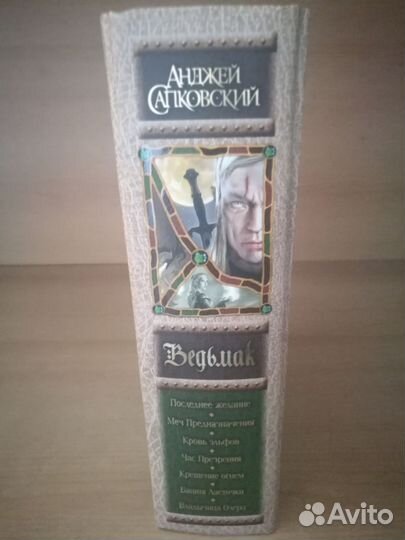 Анджей
Сапковский
Ведьмак
Последнее желание
Меч Предназначения
Кровь эльфов
Час Презрения
Крещение огнем
Башня Ласточки
Владычица Озера
Avito